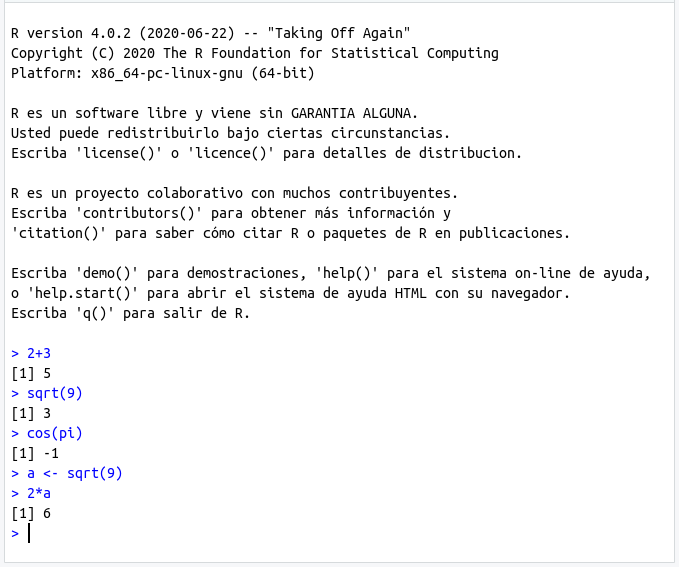 R version 4.0.2 (2020-06-22) -- "Taking Off Again"
Copyright (C) 2020 The R Foundation for Statistical Computing
Platform: x86_64-pc-linux-gnu (64-bit)
R es un software libre y viene sin GARANTIA ALGUNA.
Usted puede redistribuirlo bajo ciertas circunstancias.
Escriba 'license()' o 'licence()' para detalles de distribucion.
R es un proyecto colaborativo con muchos contribuyentes.
Escriba 'contributors()' para obtener más información y
'citation()' para saber cómo citar R o paquetes de R en publicaciones.
Escriba 'demo()' para demostraciones, 'help()' para el sistema on-line de ayuda,
o 'help.start()' para abrir el sistema de ayuda HTML con su navegador.
Escriba 'q()' para salir de R.
> 2+3
[1] 5
> sqrt(9)
[1] 3
> cos(pi)
[1] -1
> a <- sqrt(9)
> 2*a
[1] 6
>